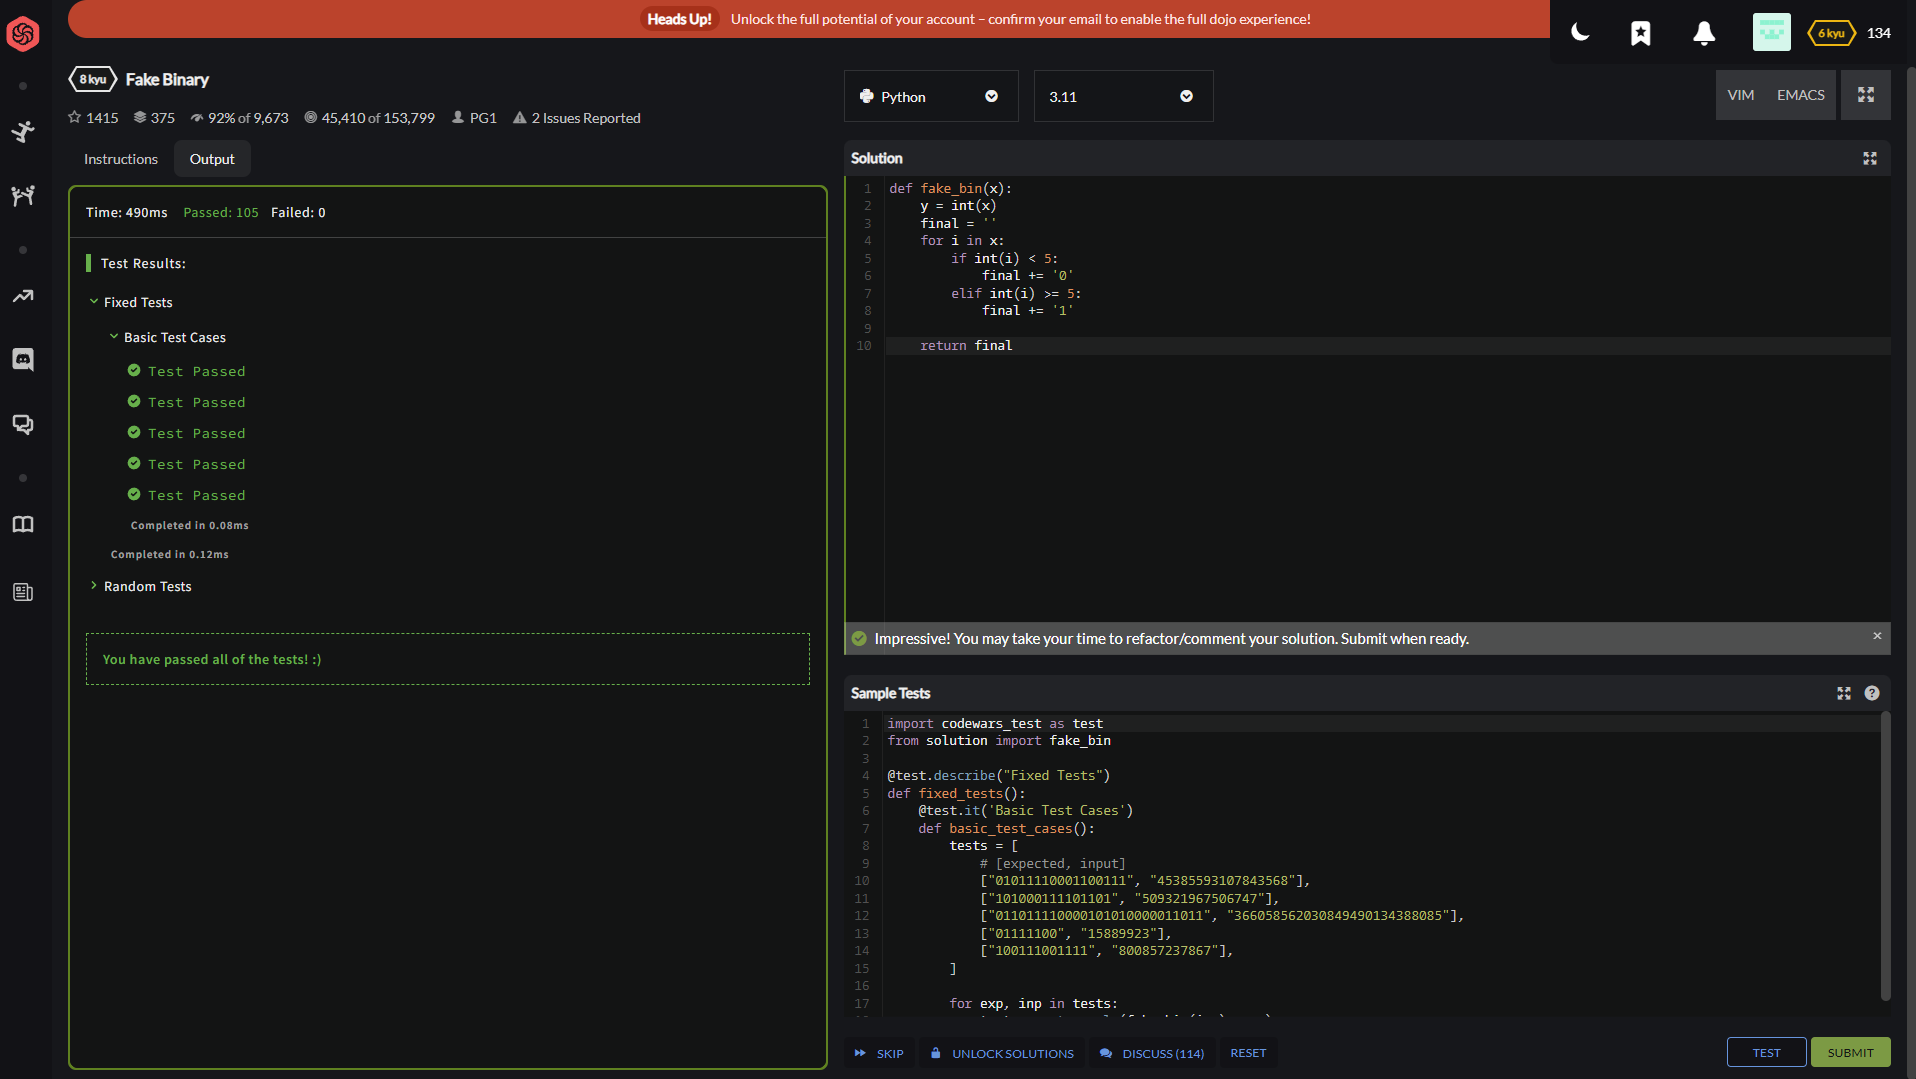 Heads Up! Unlock the full potential of your account – confirm your email to enable the full dojo experience!
6 kyu 134
8 kyu Fake Binary
1415 375 92% of 9,673 45,410 of 153,799 PG1 2 Issues Reported
Instructions Output
Time: 490ms Passed: 105 Failed: 0
Test Results:
Fixed Tests
Basic Test Cases
Test Passed
Test Passed
Test Passed
Test Passed
Test Passed
Completed in 0.08ms
Completed in 0.12ms
Random Tests
You have passed all of the tests! :)
Python 3.11 VIM EMACS
Solution
1 def fake_bin(x):
2 y = int(x)
3 final = ''
4 for i in x:
5 if int(i) < 5:
6 final += '0'
7 elif int(i) >= 5:
8 final += '1'
9
10 return final
Impressive! You may take your time to refactor/comment your solution. Submit when ready. ×
Sample Tests ?
1 import codewars_test as test
2 from solution import fake_bin
3
4 @test.describe("Fixed Tests")
5 def fixed_tests():
6 @test.it('Basic Test Cases')
7 def basic_test_cases():
8 tests = [
9 # [expected, input]
10 ["01011110001100111", "45385593107843568"],
11 ["101000111101101", "509321967506747"],
12 ["011011110000101010000011011", "366058562030849490134388085"],
13 ["01111100", "15889923"],
14 ["100111001111", "800857237867"],
15 ]
16
17 for exp, inp in tests:
SKIP UNLOCK SOLUTIONS DISCUSS (114) RESET TEST SUBMIT